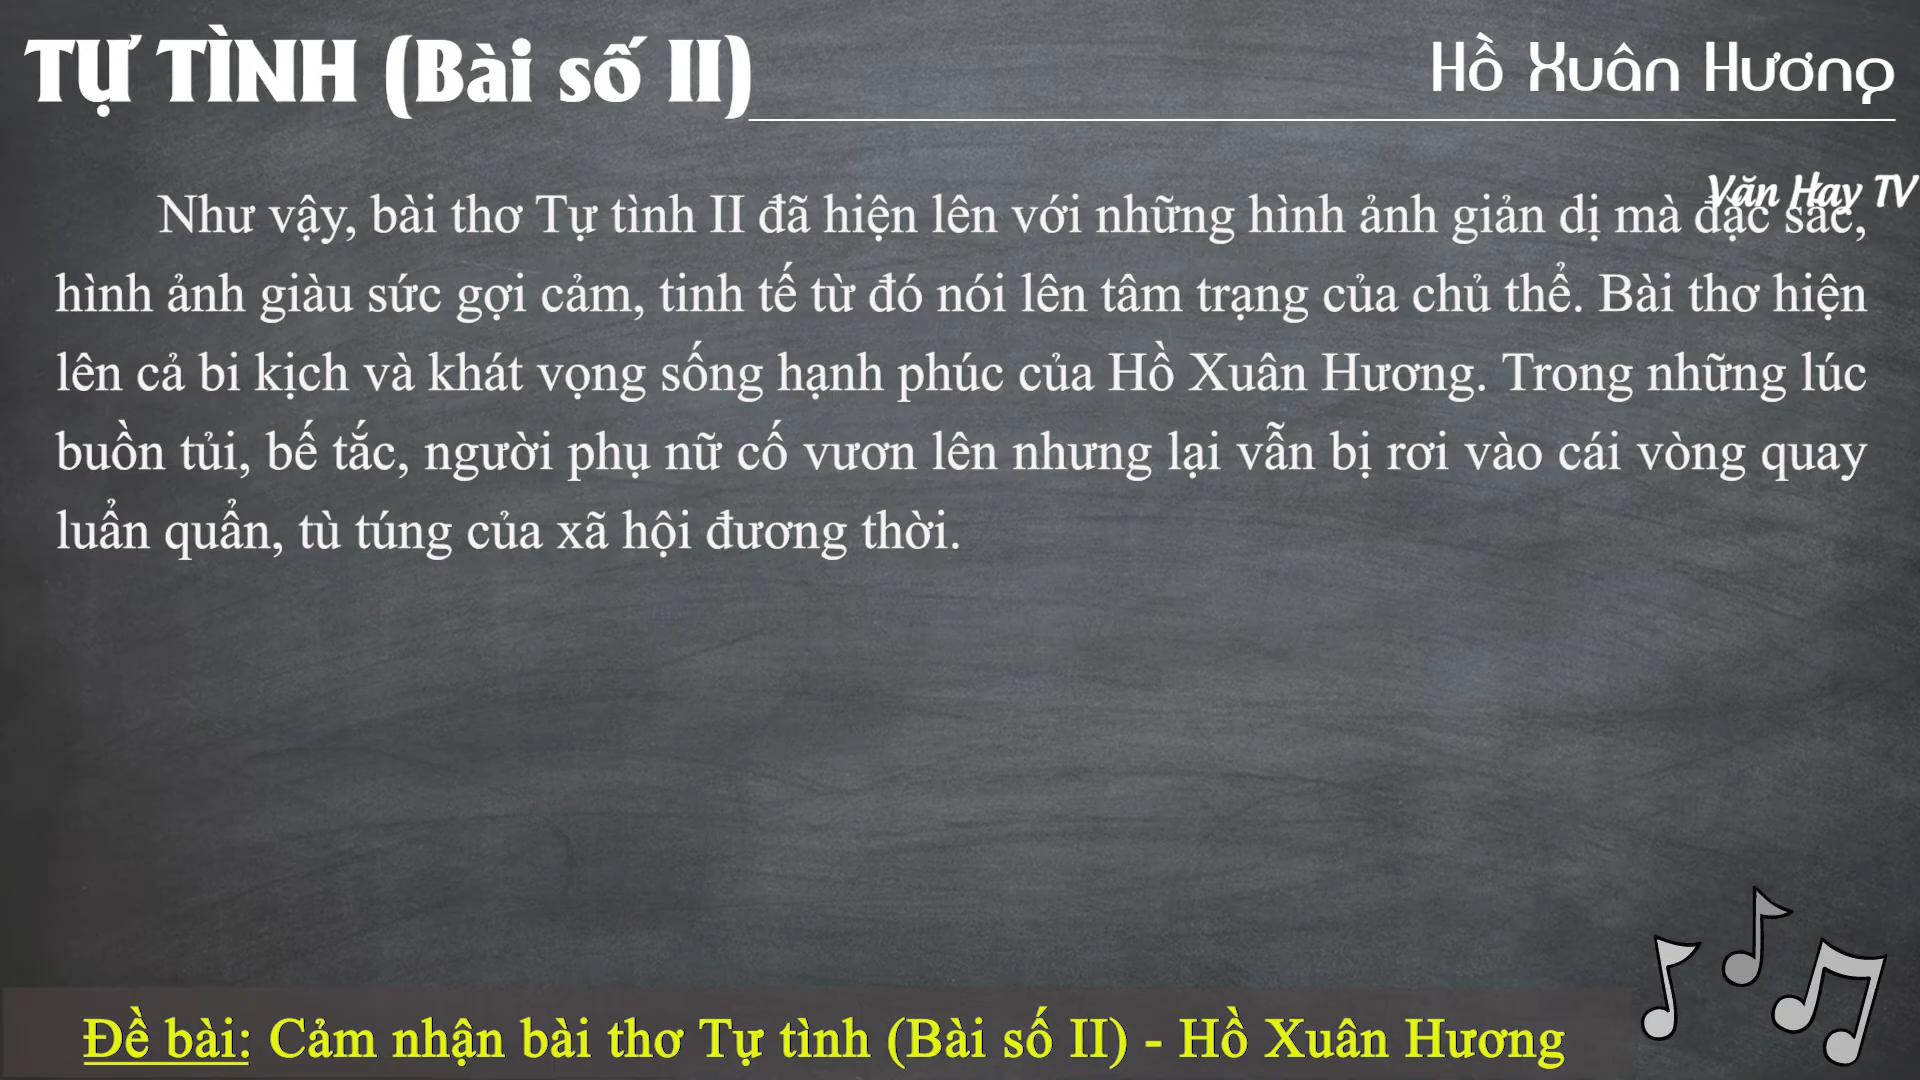 TỰ TÌNH (Bài số II)
Hồ Xuân Hương
Văn Hay TV
Như vậy, bài thơ Tự tình II đã hiện lên với những hình ảnh giản dị mà đặc sắc,
hình ảnh giàu sức gợi cảm, tinh tế từ đó nói lên tâm trạng của chủ thể. Bài thơ hiện
lên cả bi kịch và khát vọng sống hạnh phúc của Hồ Xuân Hương. Trong những lúc
buồn tủi, bế tắc, người phụ nữ cố vươn lên nhưng lại vẫn bị rơi vào cái vòng quay
luẩn quẩn, tù túng của xã hội đương thời.
Đề bài: Cảm nhận bài thơ Tự tình (Bài số II) - Hồ Xuân Hương